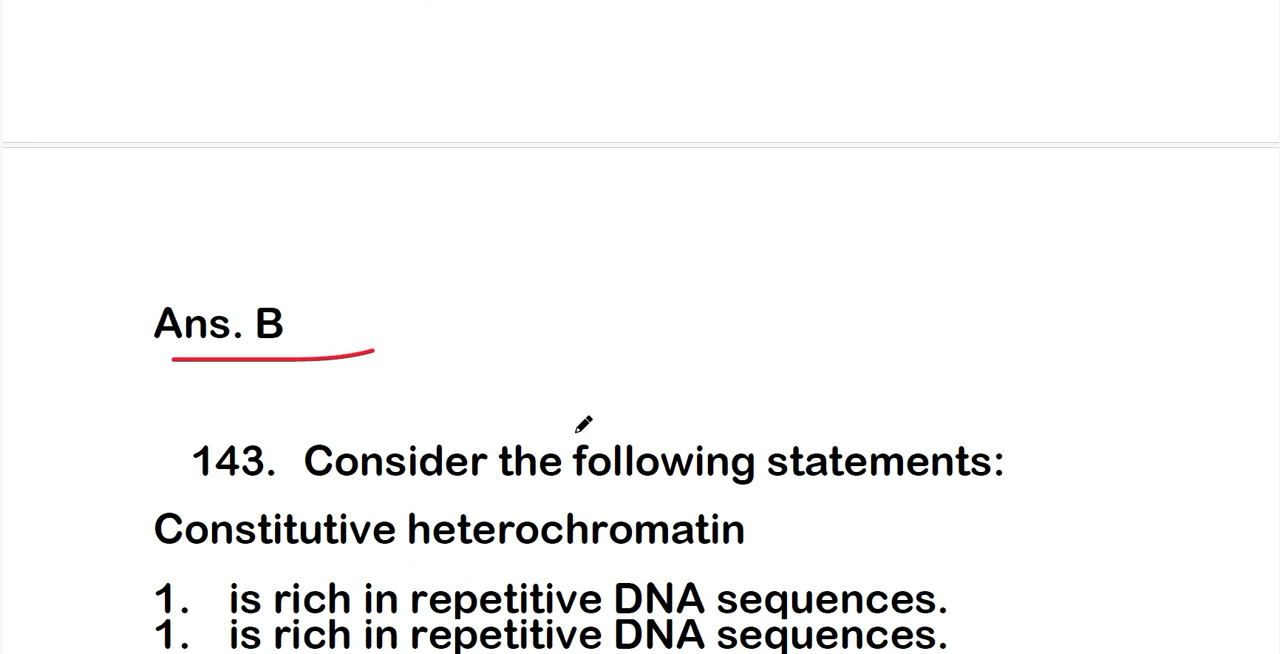 Ans. B
143. Consider the following statements:
Constitutive heterochromatin
1. is rich in repetitive DNA sequences.
1. is rich in repetitive DNA sequences.